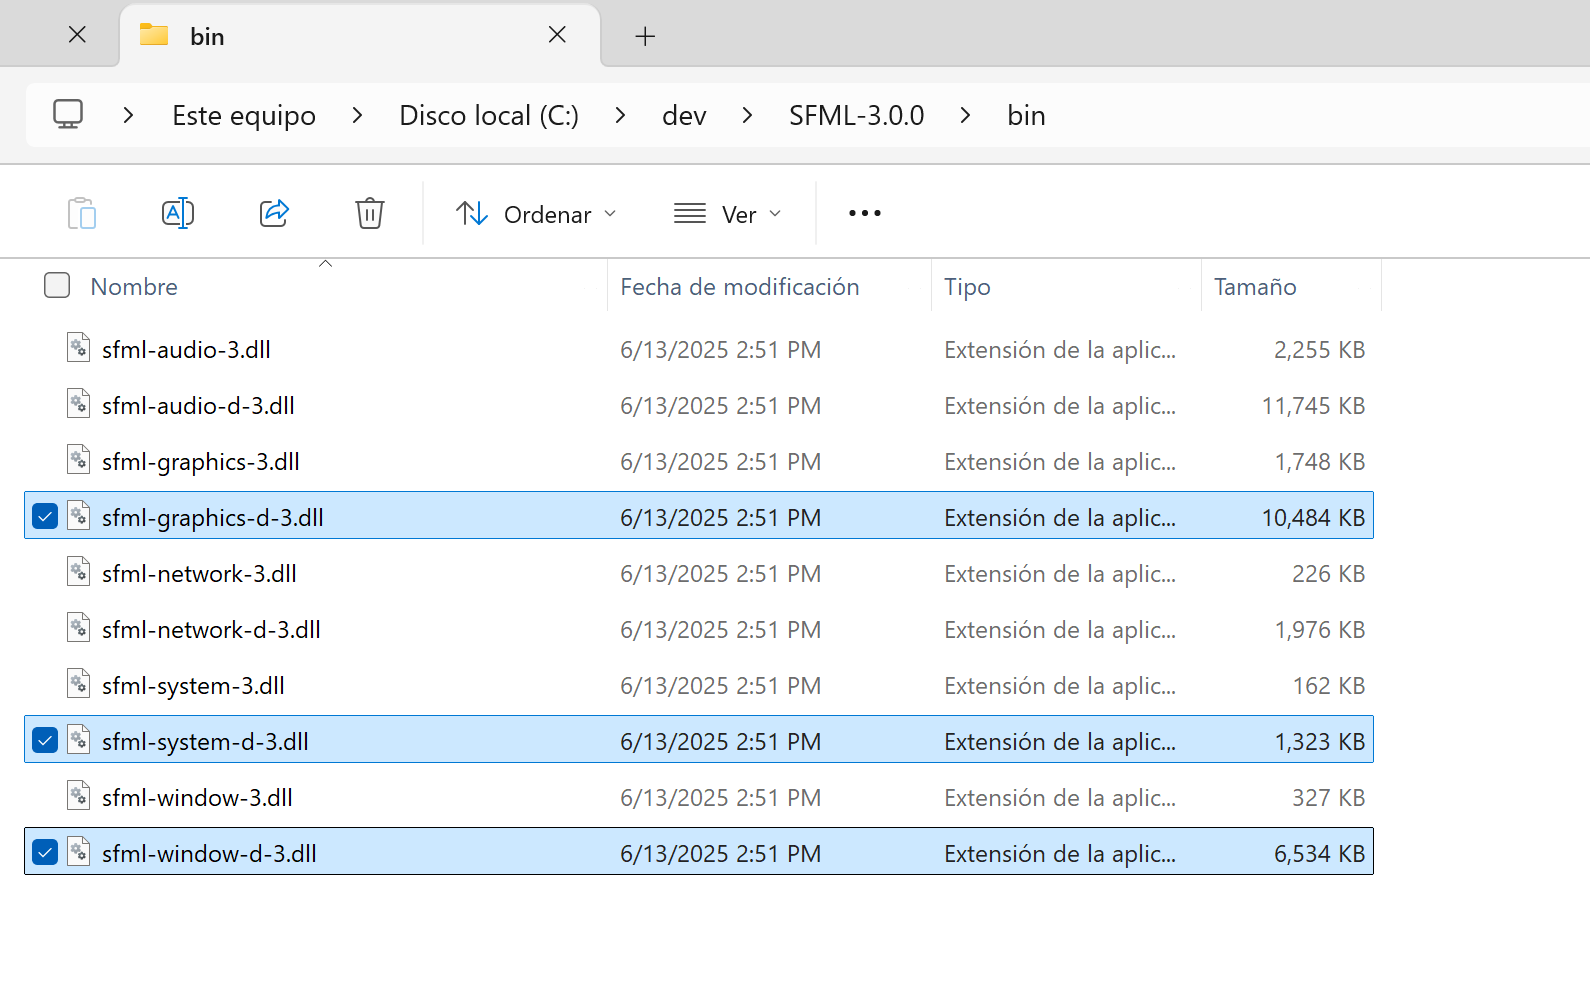 bin
Este equipo > Disco local (C:) > dev > SFML-3.0.0 > bin
Ordenar Ver
Nombre Fecha de modificación Tipo Tamaño
sfml-audio-3.dll 6/13/2025 2:51 PM Extensión de la aplic... 2,255 KB
sfml-audio-d-3.dll 6/13/2025 2:51 PM Extensión de la aplic... 11,745 KB
sfml-graphics-3.dll 6/13/2025 2:51 PM Extensión de la aplic... 1,748 KB
sfml-graphics-d-3.dll 6/13/2025 2:51 PM Extensión de la aplic... 10,484 KB
sfml-network-3.dll 6/13/2025 2:51 PM Extensión de la aplic... 226 KB
sfml-network-d-3.dll 6/13/2025 2:51 PM Extensión de la aplic... 1,976 KB
sfml-system-3.dll 6/13/2025 2:51 PM Extensión de la aplic... 162 KB
sfml-system-d-3.dll 6/13/2025 2:51 PM Extensión de la aplic... 1,323 KB
sfml-window-3.dll 6/13/2025 2:51 PM Extensión de la aplic... 327 KB
sfml-window-d-3.dll 6/13/2025 2:51 PM Extensión de la aplic... 6,534 KB